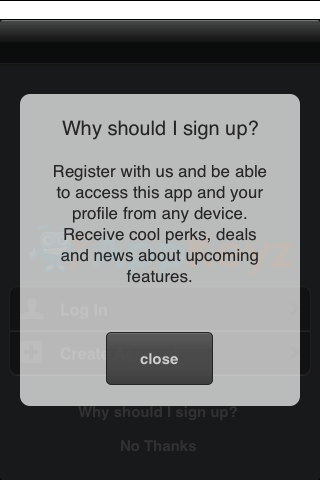 Why should I sign up?
Register with us and be able
to access this app and your
profile from any device.
Receive cool perks, deals
and news about upcoming
features.
Log In
Create
close
Why should I sign up?
No Thanks